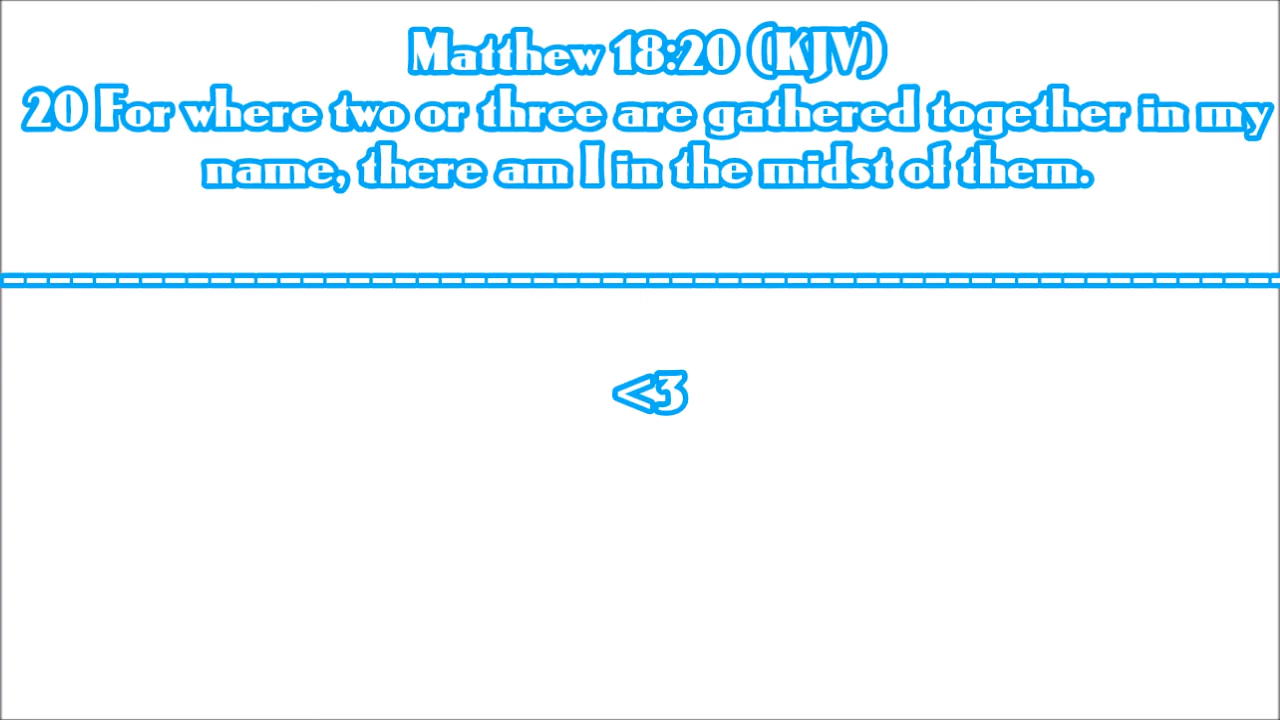 Matthew 18:20 (KJV)
20 For where two or three are gathered together in my
name, there am I in the midst of them.
<3